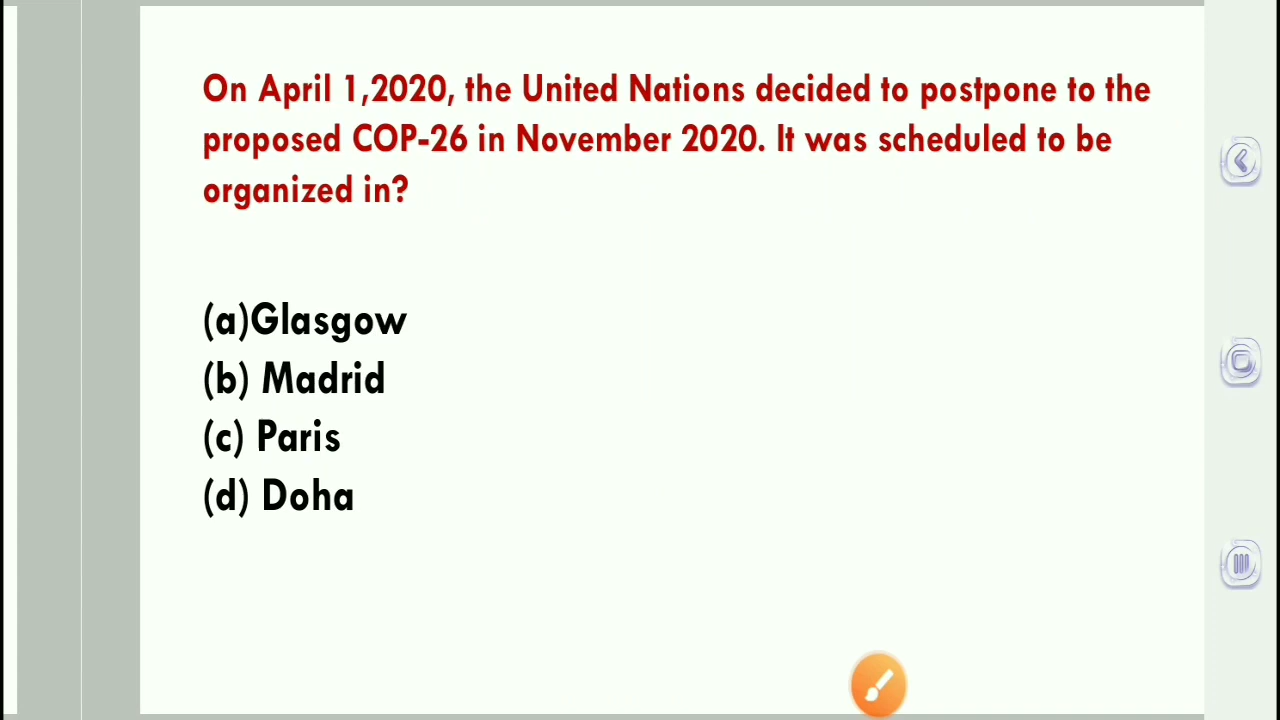 On April 1,2020, the United Nations decided to postpone to the
proposed COP-26 in November 2020. It was scheduled to be
organized in?
(a)Glasgow
(b) Madrid
(c) Paris
(d) Doha